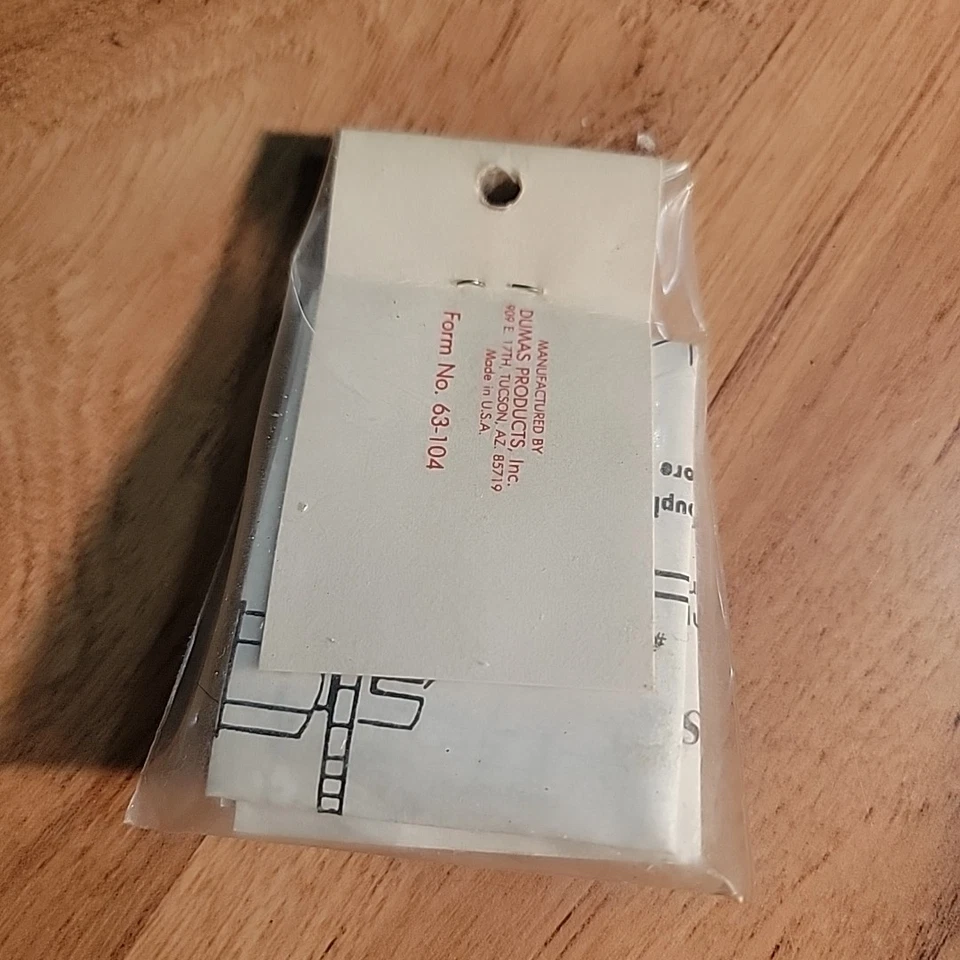 MANUFACTURED BY
DUMAS PRODUCTS, Inc.
909 E. 17TH, TUCSON, AZ. 85719
Made in U.S.A.
Form No. 63-104
#
S